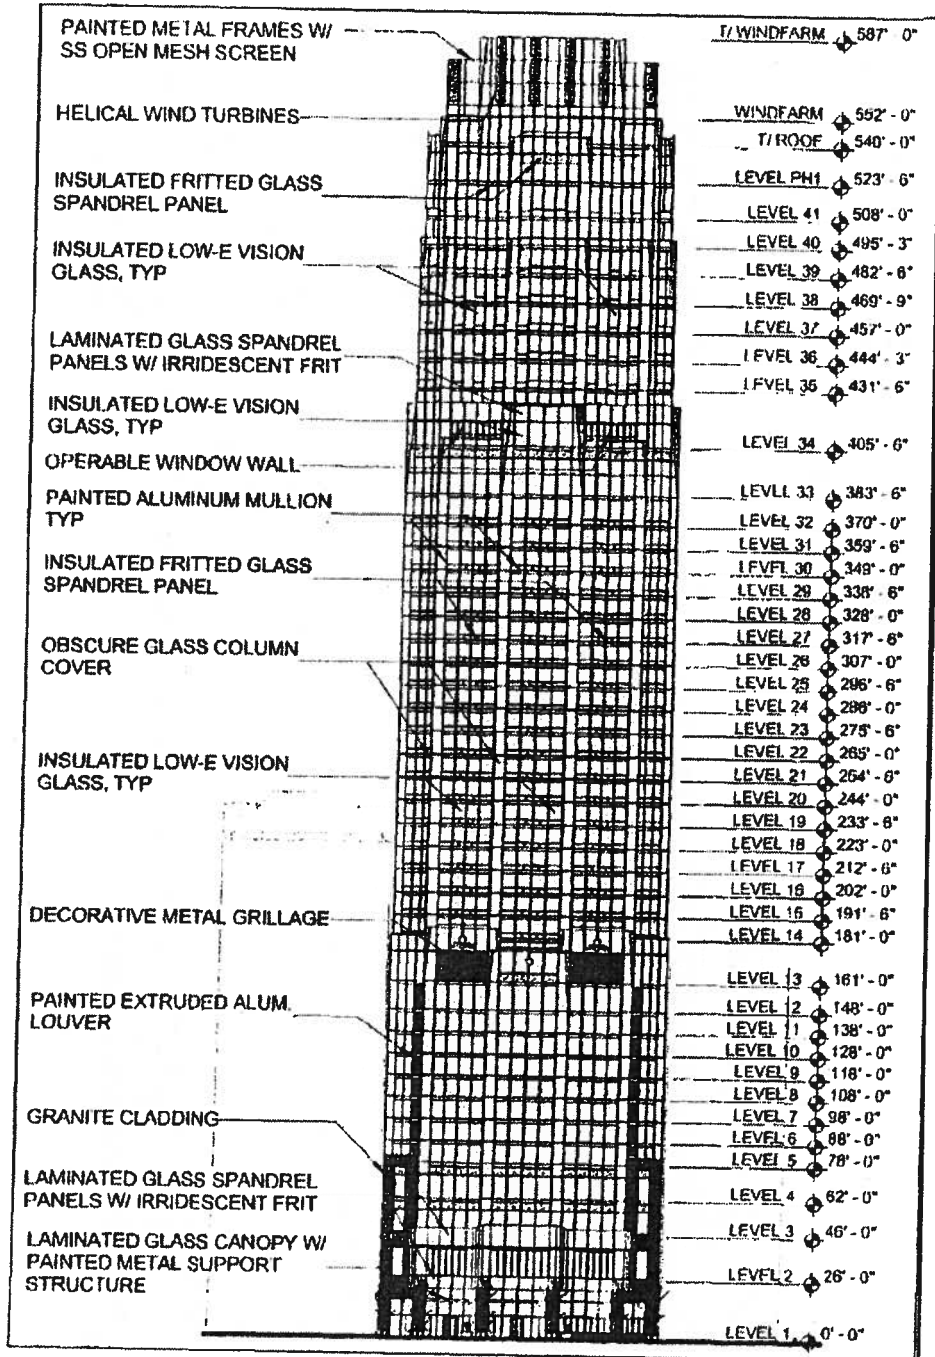 PAINTED METAL FRAMES W/
SS OPEN MESH SCREEN
HELICAL WIND TURBINES
INSULATED FRITTED GLASS
SPANDREL PANEL
INSULATED LOW-E VISION
GLASS, TYP
LAMINATED GLASS SPANDREL
PANELS W/ IRRIDESCENT FRIT
INSULATED LOW-E VISION
GLASS, TYP
OPERABLE WINDOW WALL
PAINTED ALUMINUM MULLION
TYP
INSULATED FRITTED GLASS
SPANDREL PANEL
OBSCURE GLASS COLUMN
COVER
INSULATED LOW-E VISION
GLASS, TYP
DECORATIVE METAL GRILLAGE
PAINTED EXTRUDED ALUM.
LOUVER
GRANITE CLADDING
LAMINATED GLASS SPANDREL
PANELS W/ IRRIDESCENT FRIT
LAMINATED GLASS CANOPY W/
PAINTED METAL SUPPORT
STRUCTURE
T/ WINDFARM 587' - 0"
WINDFARM 552' - 0"
T/ ROOF 540' - 0"
LEVEL PH1 523' - 6"
LEVEL 41 508' - 0"
LEVEL 40 495' - 3"
LEVEL 39 482' - 6"
LEVEL 38 469' - 9"
LEVEL 37 457' - 0"
LEVEL 36 444' - 3"
LEVEL 35 431' - 6"
LEVEL 34 405' - 6"
LEVEL 33 383' - 6"
LEVEL 32 370' - 0"
LEVEL 31 359' - 6"
LEVEL 30 349' - 0"
LEVEL 29 338' - 6"
LEVEL 28 328' - 0"
LEVEL 27 317' - 6"
LEVEL 26 307' - 0"
LEVEL 25 296' - 6"
LEVEL 24 286' - 0"
LEVEL 23 275' - 6"
LEVEL 22 265' - 0"
LEVEL 21 254' - 6"
LEVEL 20 244' - 0"
LEVEL 19 233' - 6"
LEVEL 18 223' - 0"
LEVEL 17 212' - 6"
LEVEL 16 202' - 0"
LEVEL 15 191' - 6"
LEVEL 14 181' - 0"
LEVEL 13 161' - 0"
LEVEL 12 148' - 0"
LEVEL 11 138' - 0"
LEVEL 10 128' - 0"
LEVEL 9 118' - 0"
LEVEL 8 108' - 0"
LEVEL 7 98' - 0"
LEVEL 6 88' - 0"
LEVEL 5 78' - 0"
LEVEL 4 62' - 0"
LEVEL 3 46' - 0"
LEVEL 2 26' - 0"
LEVEL 1 0' - 0"